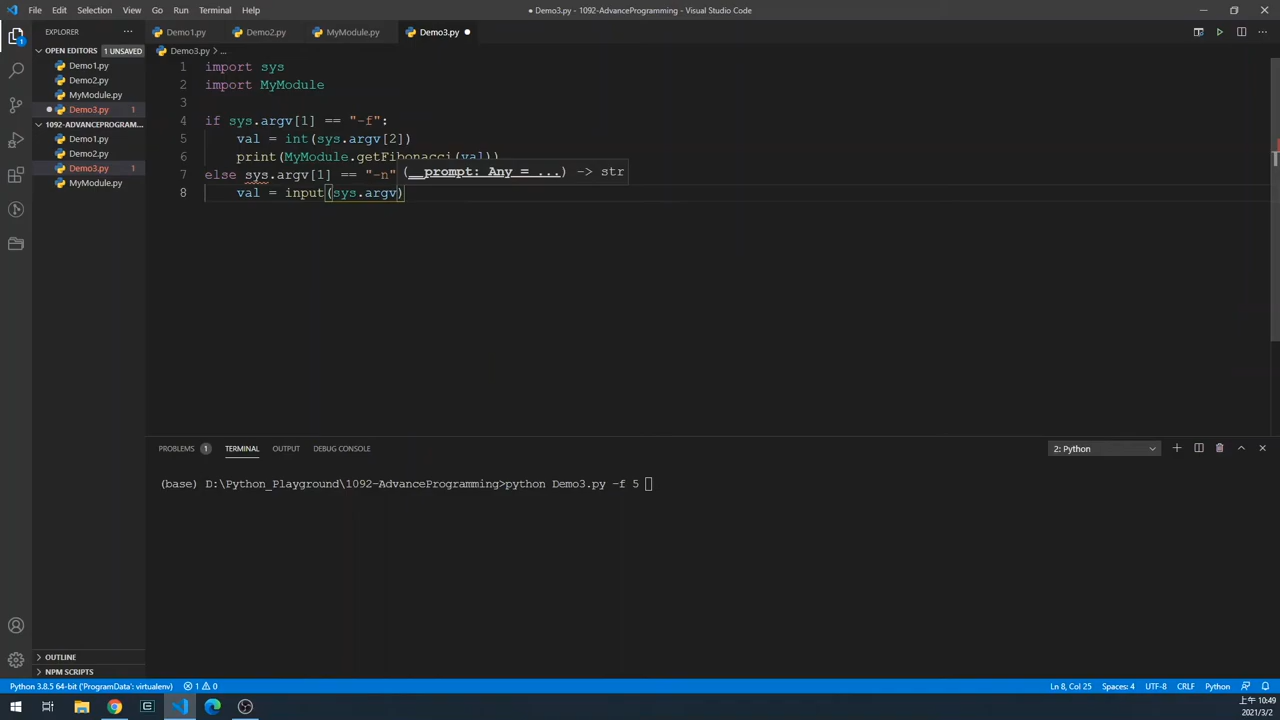 File Edit Selection View Go Run Terminal Help
● Demo3.py - 1092-AdvanceProgramming - Visual Studio Code
EXPLORER
Demo1.py
Demo2.py
MyModule.py
Demo3.py
OPEN EDITORS 1 UNSAVED
Demo1.py
Demo2.py
MyModule.py
Demo3.py 1
1092-ADVANCEPROGRAM...
Demo1.py
Demo2.py
Demo3.py 1
MyModule.py
Demo3.py > ...
1 import sys
2 import MyModule
3
4 if sys.argv[1] == "-f":
5 val = int(sys.argv[2])
6 print(MyModule.getFibonacci(val))
7 else sys.argv[1] == "-n"
(__prompt: Any = ...) -> str
8 val = input(sys.argv)
PROBLEMS 1 TERMINAL OUTPUT DEBUG CONSOLE
2: Python
(base) D:\Python_Playground\1092-AdvanceProgramming>python Demo3.py -f 5
OUTLINE
NPM SCRIPTS
Python 3.8.5 64-bit ('ProgramData': virtualenv) 1 0
Ln 8, Col 25 Spaces: 4 UTF-8 CRLF Python
上午 10:49
2021/3/2